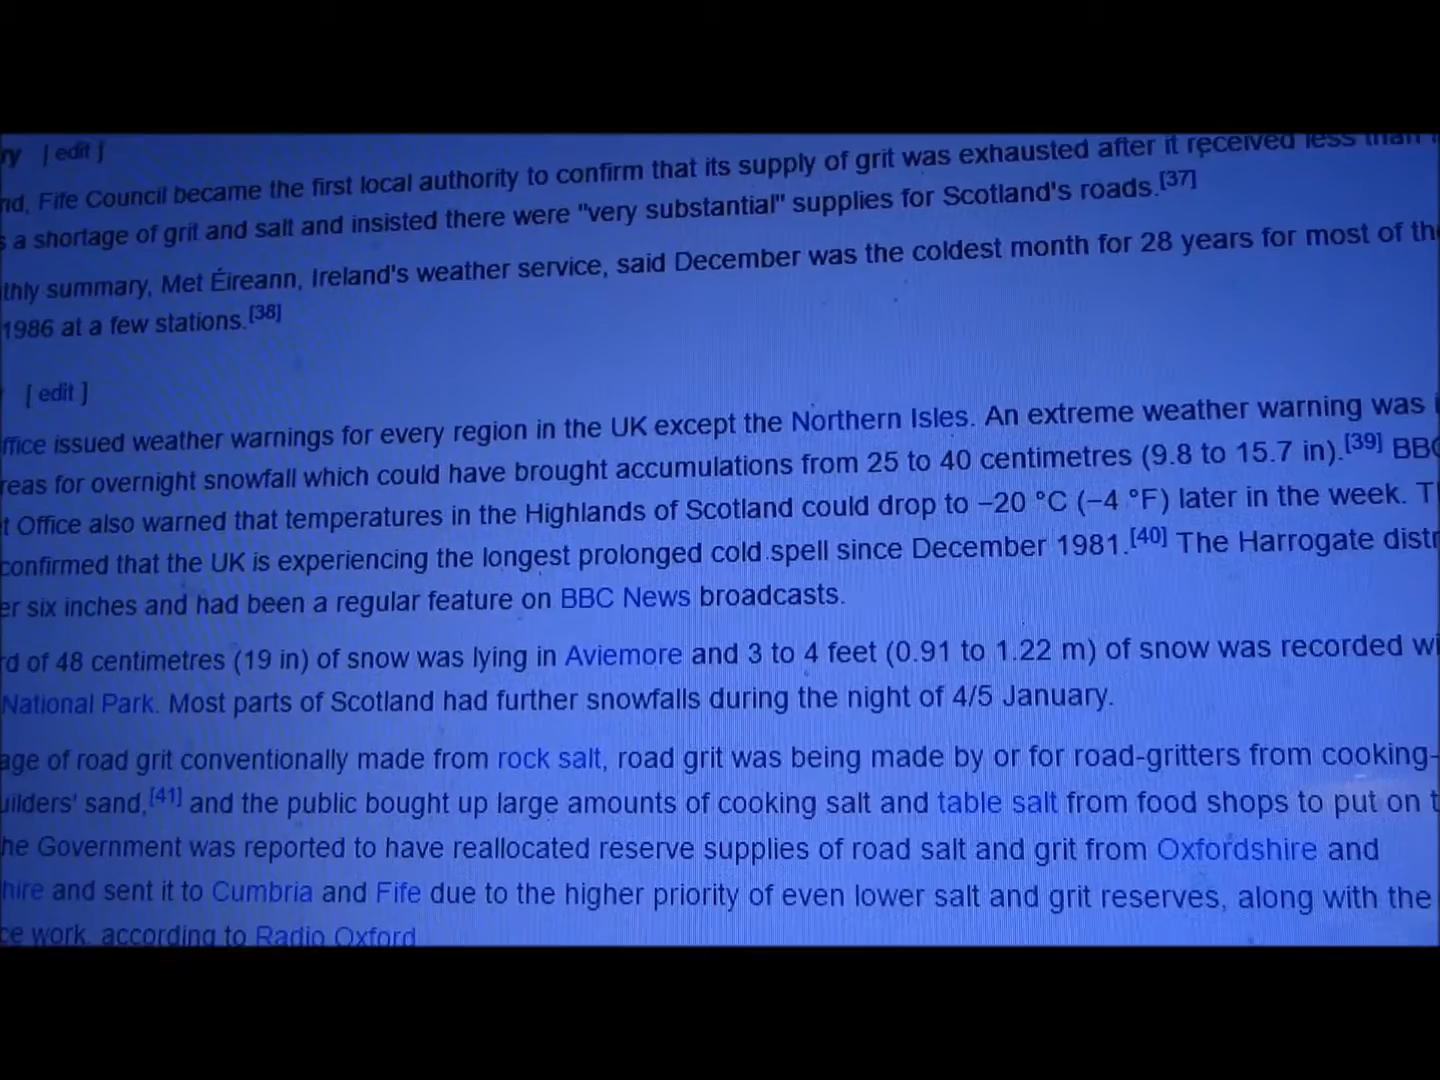 ry [ edit ]
nd, Fife Council became the first local authority to confirm that its supply of grit was exhausted after it received less than
s a shortage of grit and salt and insisted there were "very substantial" supplies for Scotland's roads.[37]
thly summary, Met Éireann, Ireland's weather service, said December was the coldest month for 28 years for most of th
1986 at a few stations.[38]
[ edit ]
ffice issued weather warnings for every region in the UK except the Northern Isles. An extreme weather warning was i
reas for overnight snowfall which could have brought accumulations from 25 to 40 centimetres (9.8 to 15.7 in).[39] BBC
t Office also warned that temperatures in the Highlands of Scotland could drop to −20 °C (−4 °F) later in the week. T
confirmed that the UK is experiencing the longest prolonged cold spell since December 1981.[40] The Harrogate distr
er six inches and had been a regular feature on BBC News broadcasts.
rd of 48 centimetres (19 in) of snow was lying in Aviemore and 3 to 4 feet (0.91 to 1.22 m) of snow was recorded wi
National Park. Most parts of Scotland had further snowfalls during the night of 4/5 January.
age of road grit conventionally made from rock salt, road grit was being made by or for road-gritters from cooking-
uilders' sand,[41] and the public bought up large amounts of cooking salt and table salt from food shops to put on t
he Government was reported to have reallocated reserve supplies of road salt and grit from Oxfordshire and
hire and sent it to Cumbria and Fife due to the higher priority of even lower salt and grit reserves, along with the
ce work, according to Radio Oxford